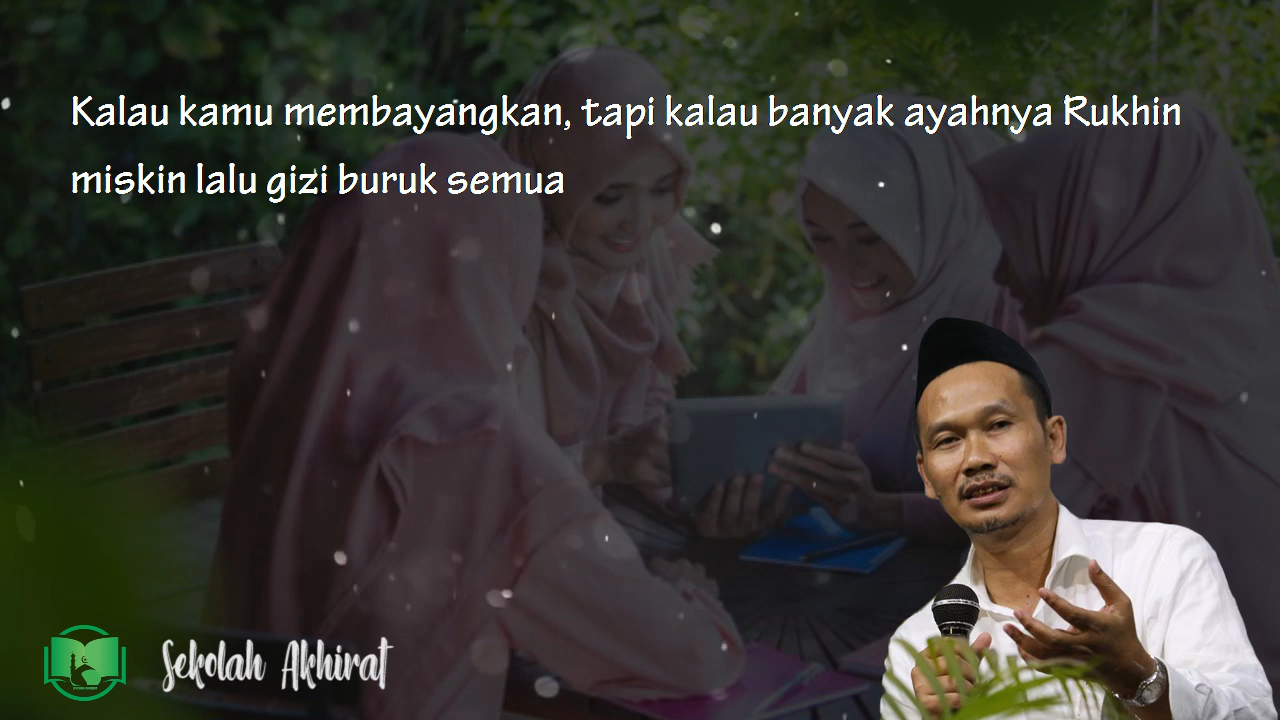 Kalau kamu membayangkan, tapi kalau banyak ayahnya Rukhin
miskin lalu gizi buruk semua
Sekolah Akhirat